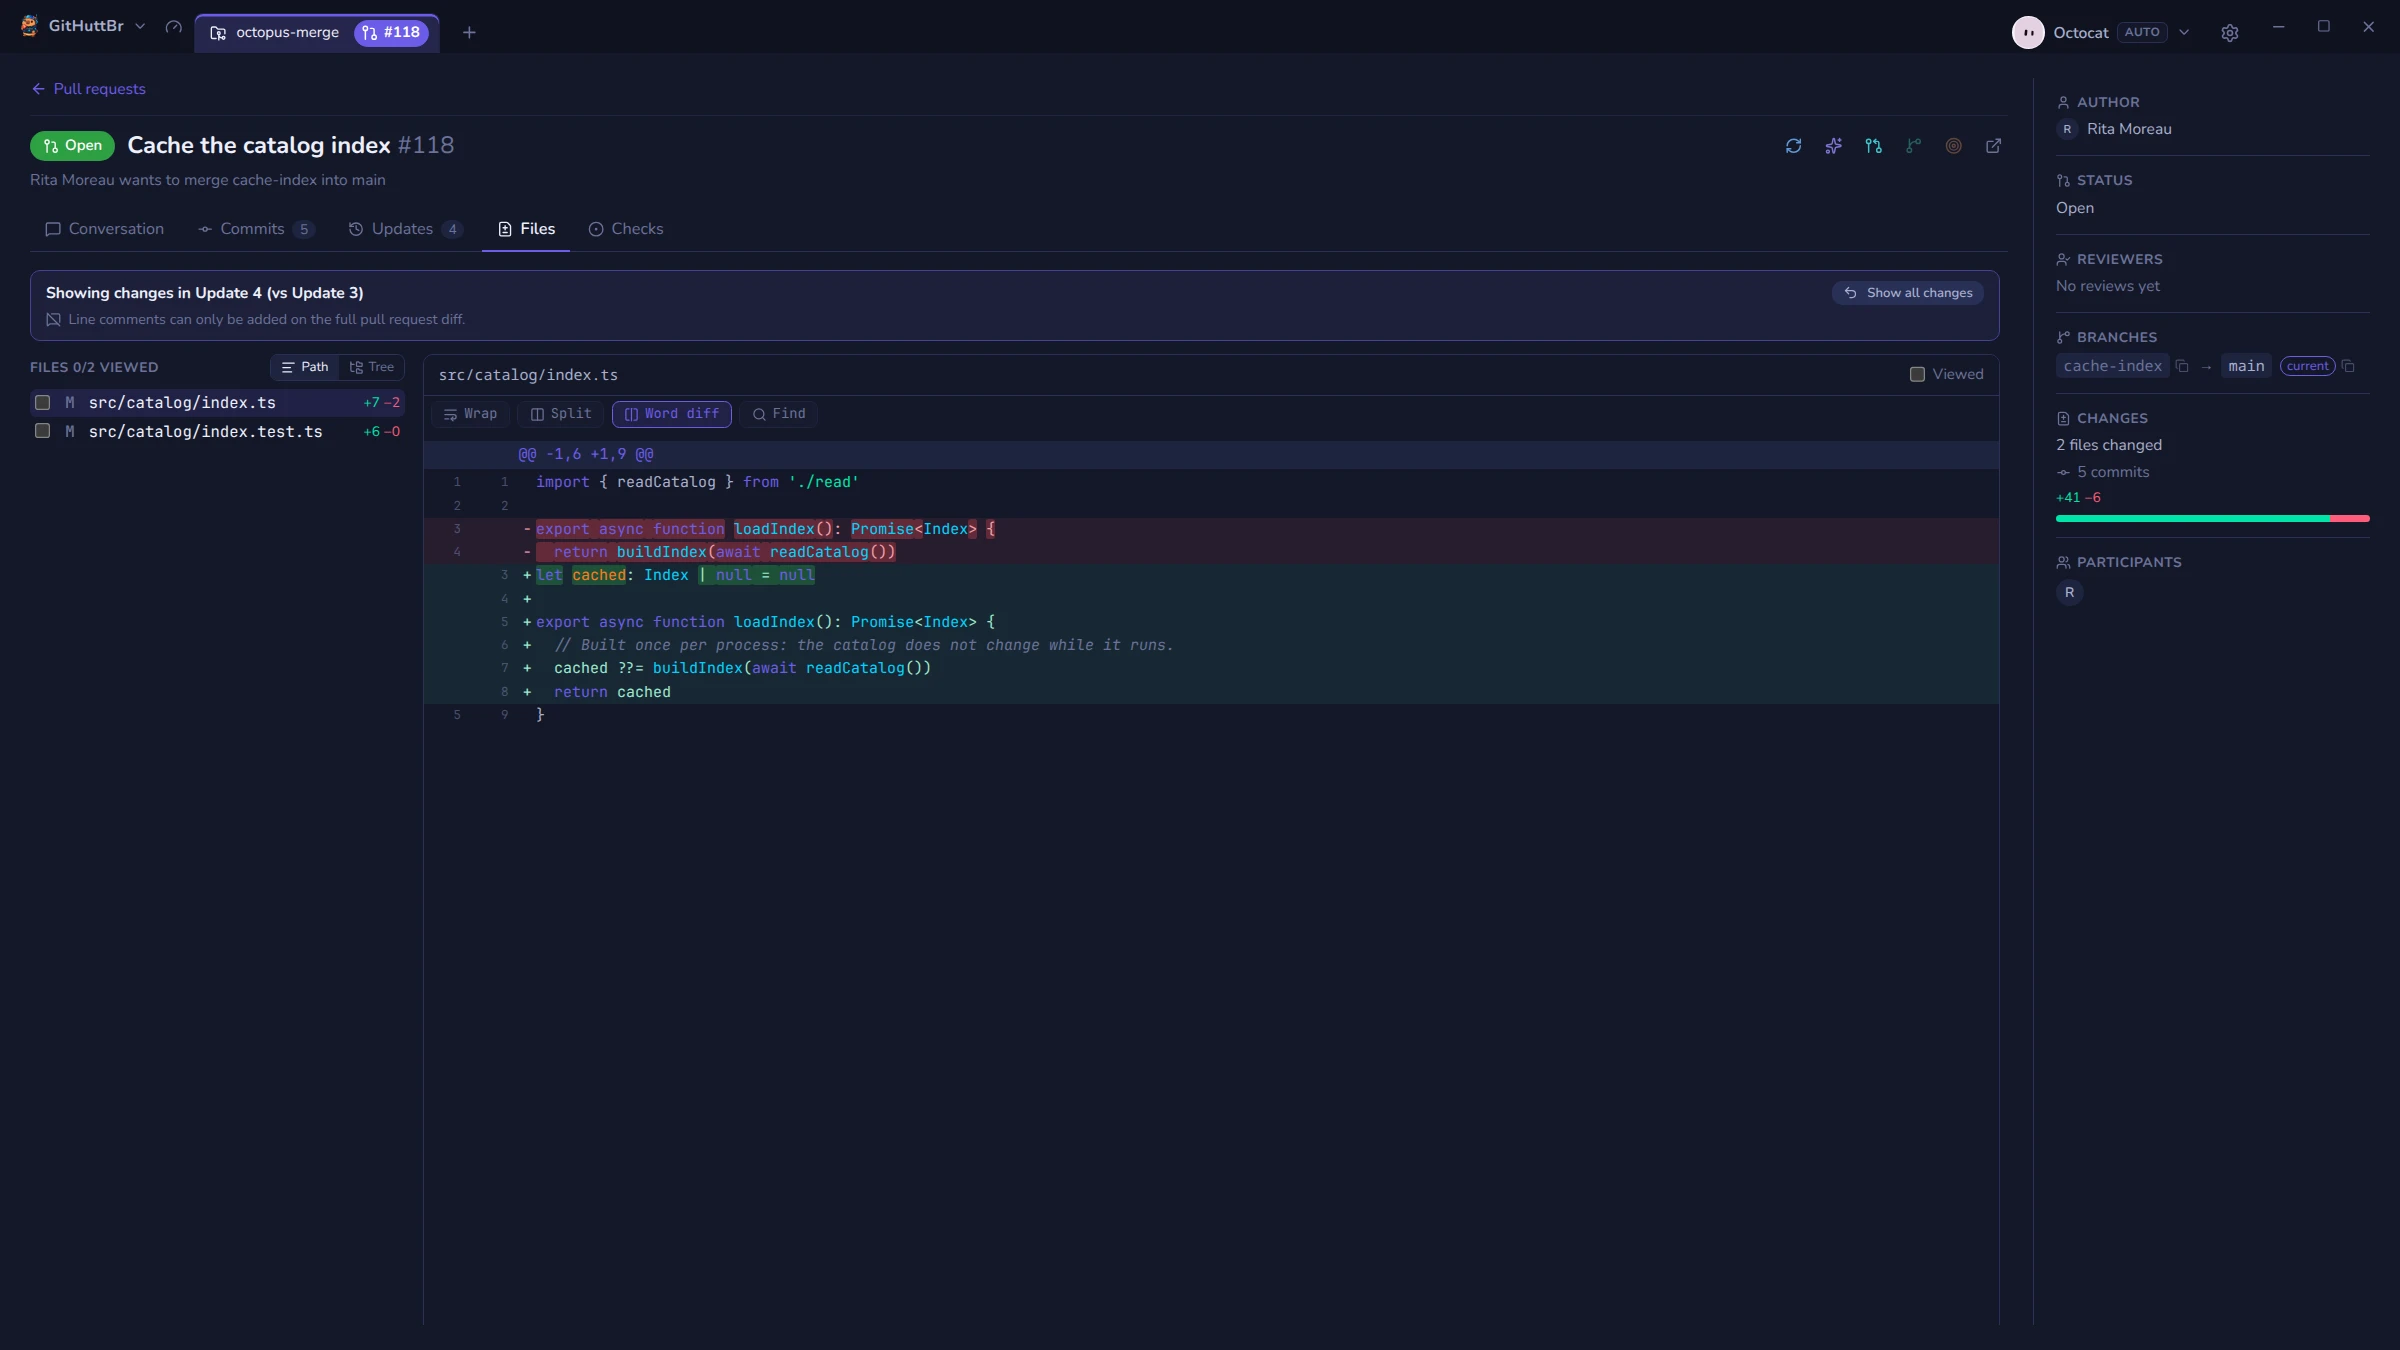 GitHuttBr
octopus-merge #118
Octocat AUTO
Pull requests
Open Cache the catalog index #118
Rita Moreau wants to merge cache-index into main
Conversation Commits 5 Updates 4 Files Checks
Showing changes in Update 4 (vs Update 3)
Show all changes
Line comments can only be added on the full pull request diff.
FILES 0/2 VIEWED Path Tree
M src/catalog/index.ts +7 −2
M src/catalog/index.test.ts +6 −0
src/catalog/index.ts Viewed
Wrap Split Word diff Find
@@ -1,6 +1,9 @@
1 1 import { readCatalog } from './read'
2 2
3 - export async function loadIndex(): Promise<Index> {
4 - return buildIndex(await readCatalog())
3 + let cached: Index | null = null
4 +
5 + export async function loadIndex(): Promise<Index> {
6 + // Built once per process: the catalog does not change while it runs.
7 + cached ??= buildIndex(await readCatalog())
8 + return cached
5 9 }
AUTHOR
R Rita Moreau
STATUS
Open
REVIEWERS
No reviews yet
BRANCHES
cache-index → main current
CHANGES
2 files changed
5 commits
+41 −6
PARTICIPANTS
R